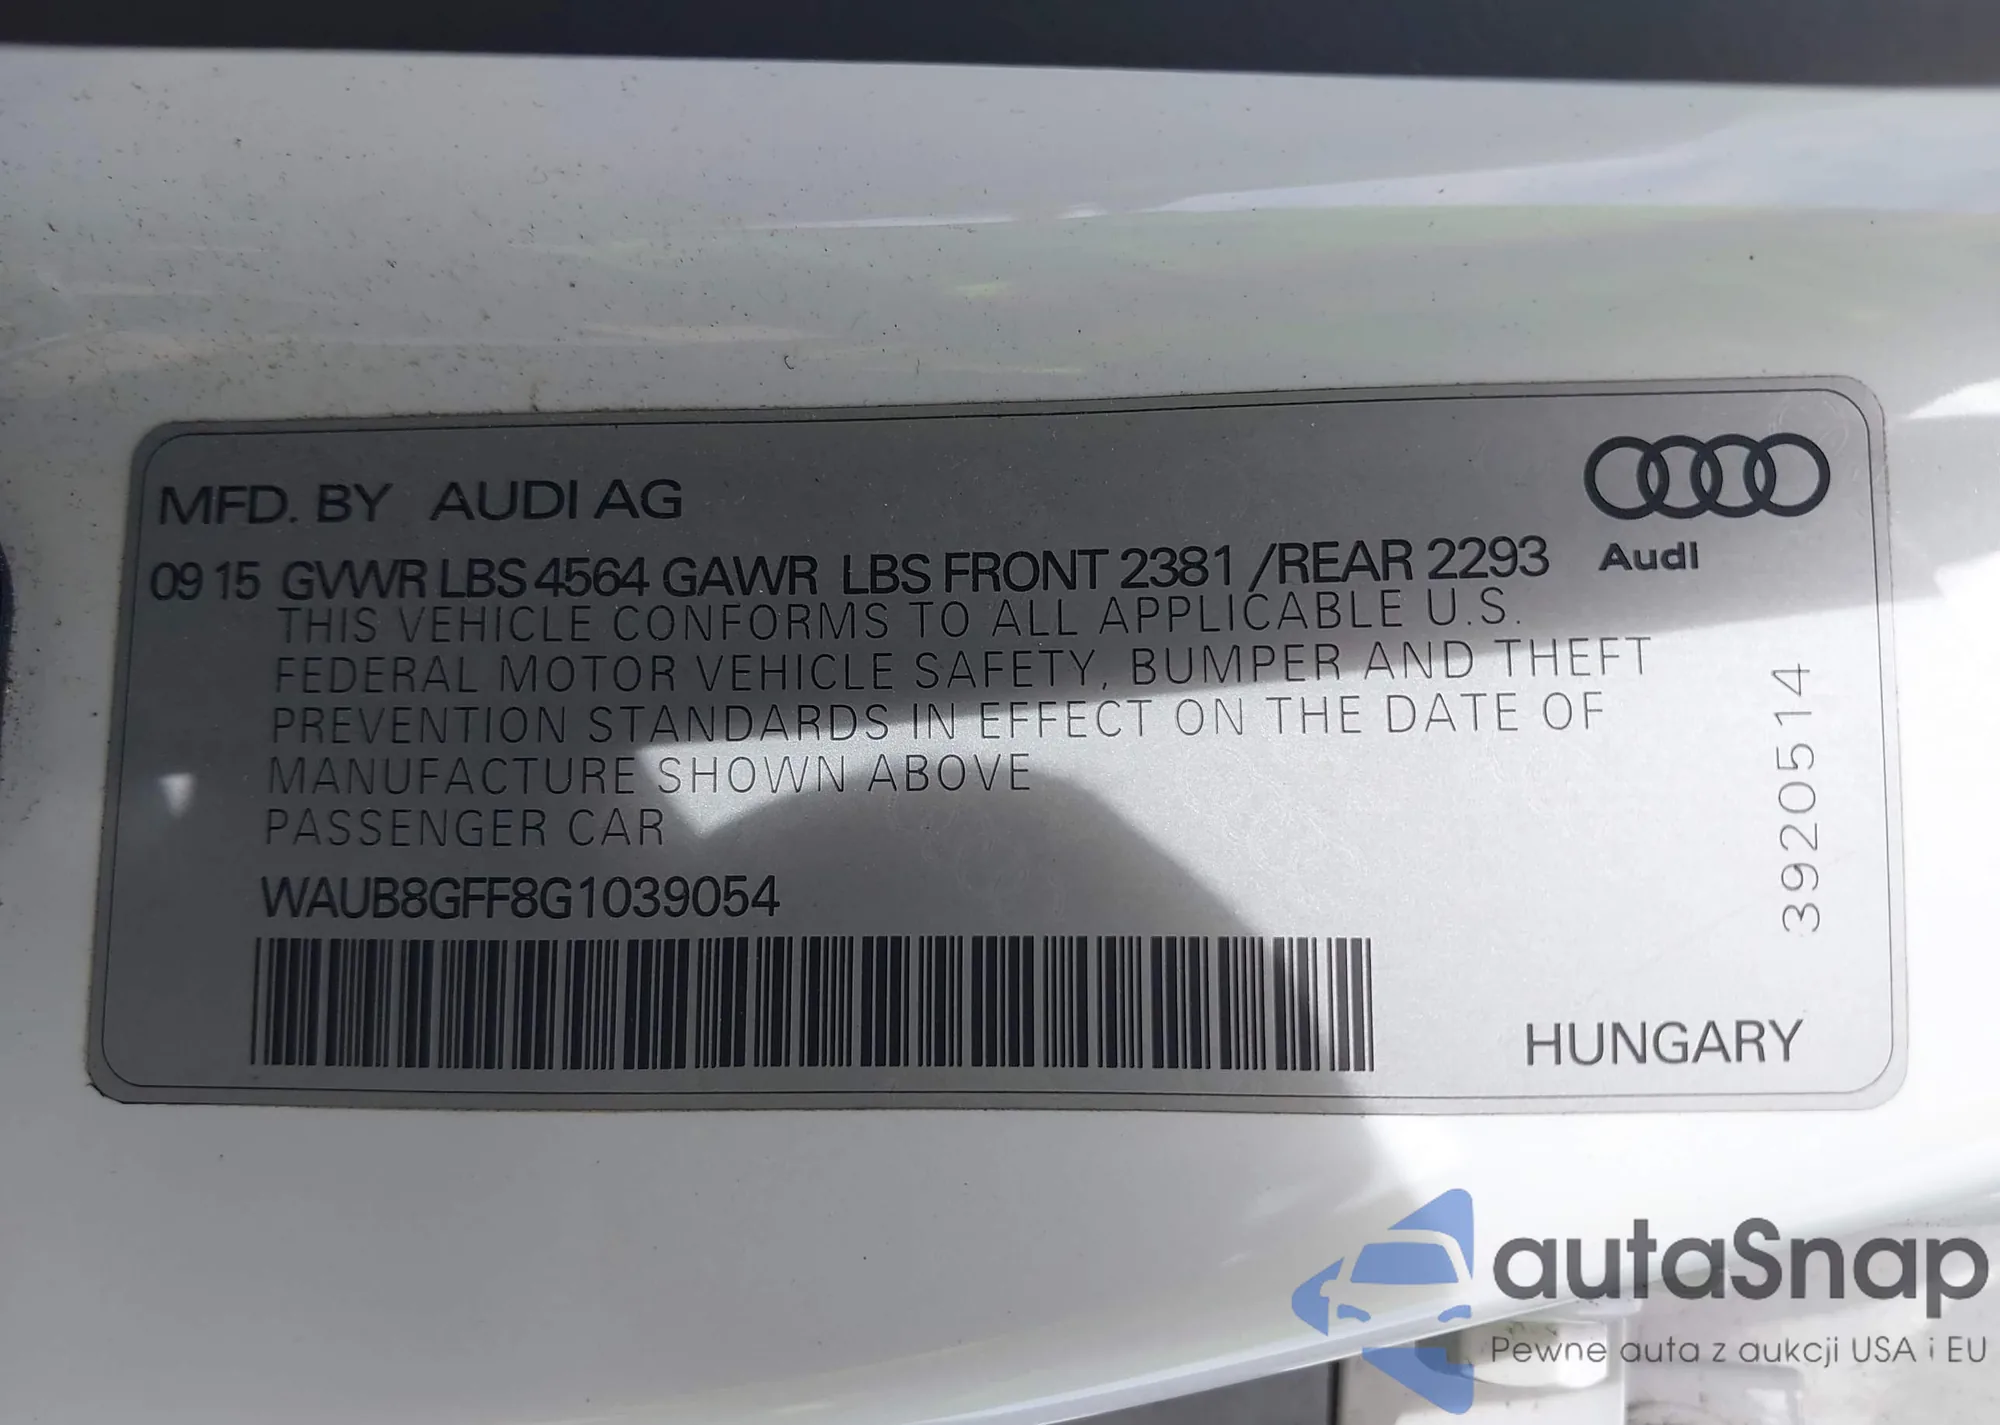 MFD. BY AUDI AG
Audi
09 15 GVWR LBS 4564 GAWR LBS FRONT 2381 /REAR 2293
THIS VEHICLE CONFORMS TO ALL APPLICABLE U.S.
FEDERAL MOTOR VEHICLE SAFETY, BUMPER AND THEFT
PREVENTION STANDARDS IN EFFECT ON THE DATE OF
MANUFACTURE SHOWN ABOVE
PASSENGER CAR
WAUB8GFF8G1039054
3920514
HUNGARY
autaSnap
Pewne auta z aukcji USA i EU